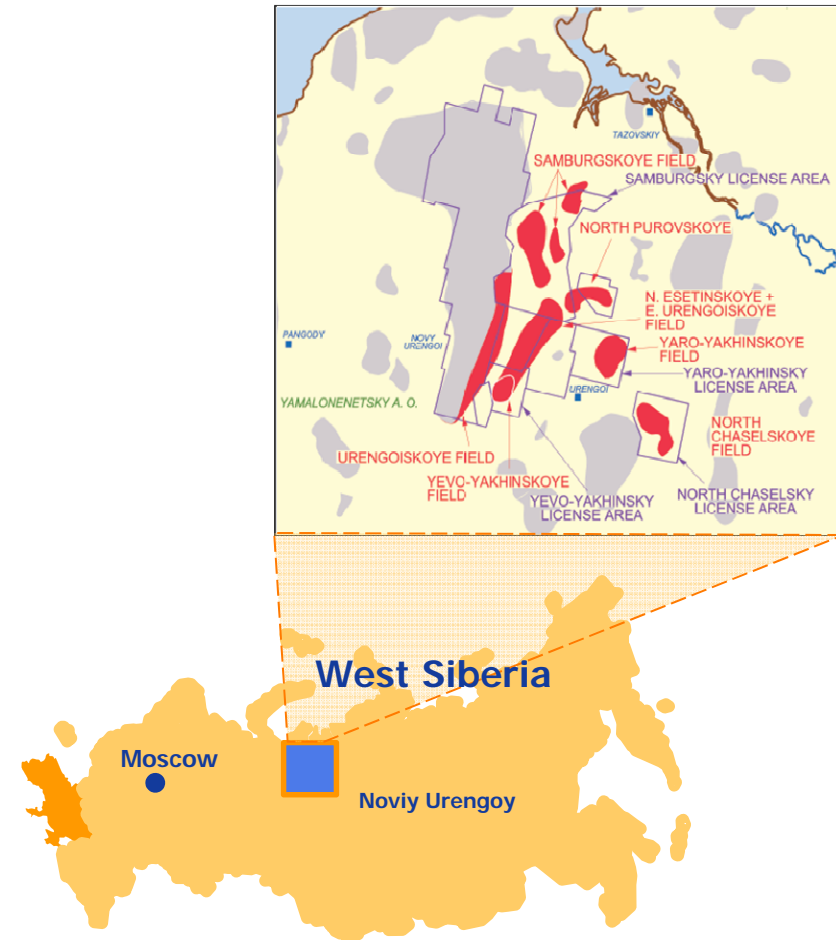 TAZOVSKIY
SAMBURGSKOYE FIELD
SAMBURGSKY LICENSE AREA
NORTH PUROVSKOYE
N. ESETINSKOYE +
E. URENGOISKOYE
FIELD
PANGODY
NOVY
URENGOI
YARO-YAKHINSKOYE
FIELD
YARO-YAKHINSKY
LICENSE AREA
URENGOI
YAMALONENETSKY A. O.
NORTH
CHASELSKOYE
FIELD
URENGOISKOYE FIELD
YEVO-YAKHINSKOYE
FIELD
YEVO-YAKHINSKY
LICENSE AREA
NORTH CHASELSKY
LICENSE AREA
West Siberia
Moscow
Noviy Urengoy